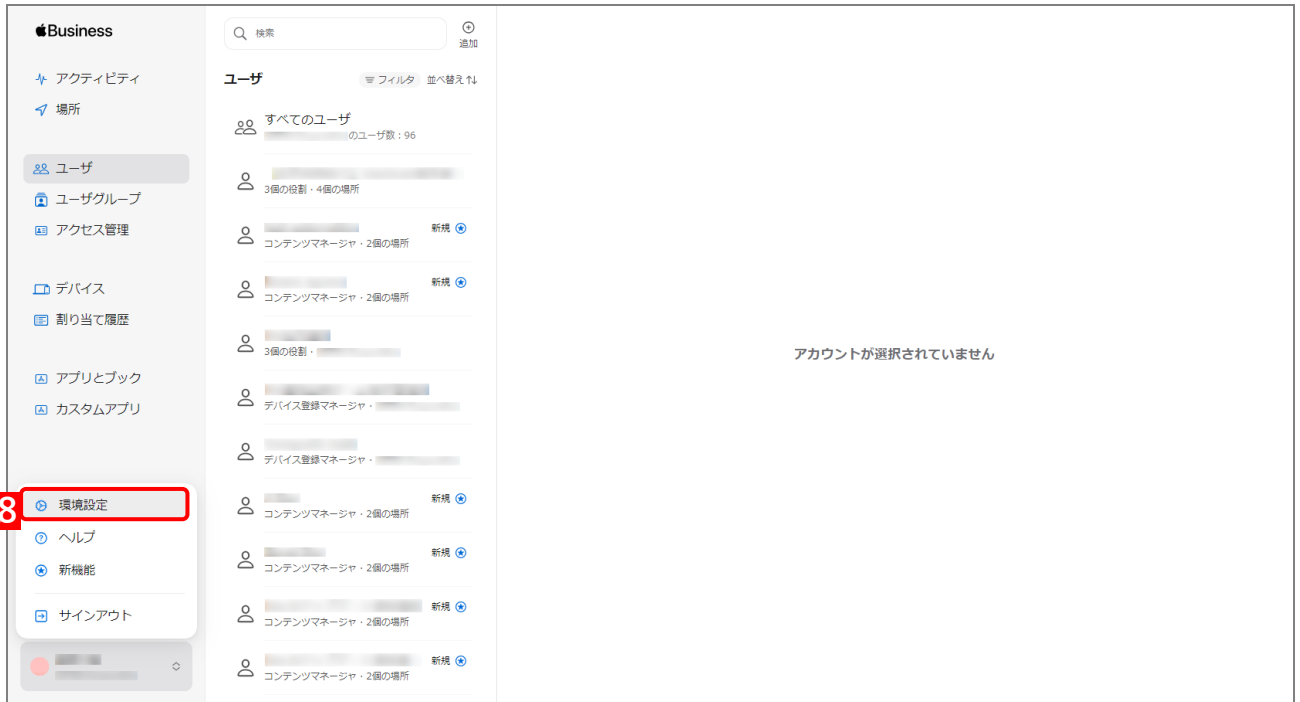 Business
アクティビティ
場所
ユーザ
ユーザグループ
アクセス管理
デバイス
割り当て履歴
アプリとブック
カスタムアプリ
8
環境設定
ヘルプ
新機能
サインアウト
検索
追加
ユーザ
フィルタ 並べ替え
すべてのユーザ
のユーザ数：96
3個の役割・4個の場所
新規
コンテンツマネージャ・2個の場所
新規
コンテンツマネージャ・2個の場所
3個の役割・
デバイス登録マネージャ・
デバイス登録マネージャ・
新規
コンテンツマネージャ・2個の場所
新規
コンテンツマネージャ・2個の場所
新規
コンテンツマネージャ・2個の場所
新規
コンテンツマネージャ・2個の場所
アカウントが選択されていません